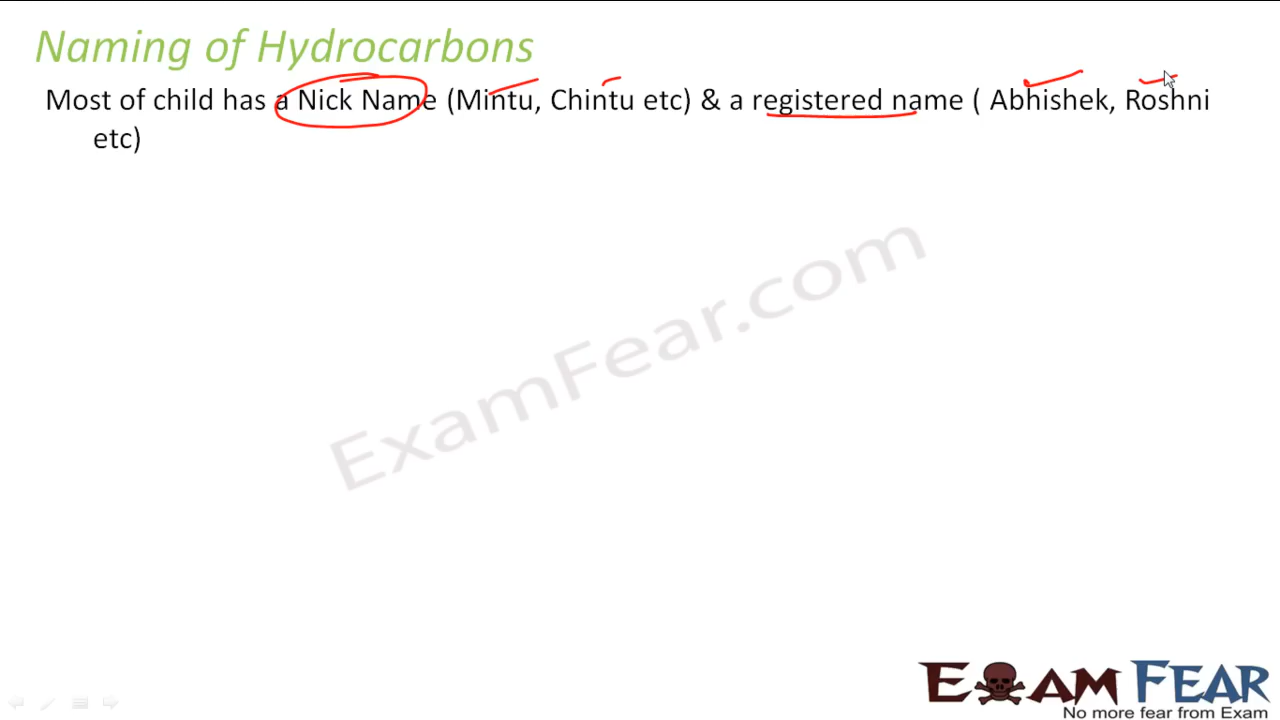 Naming of Hydrocarbons
Most of child has a Nick Name (Mintu, Chintu etc) & a registered name ( Abhishek, Roshni
etc)
ExamFear.com
EXAM FEAR
No more fear from Exam